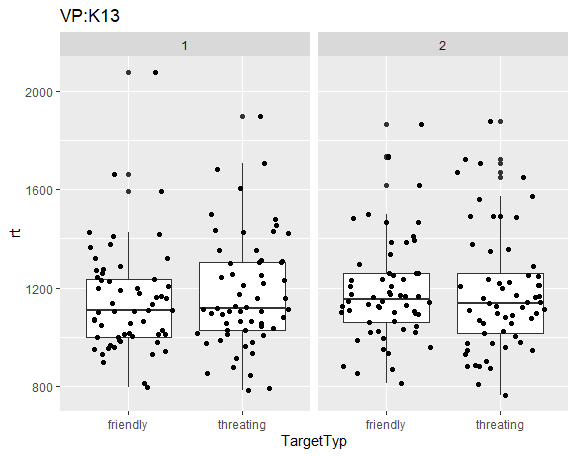 VP:K13
1 2
2000
1600
1200
800
rt
friendly threating friendly threating
TargetTyp